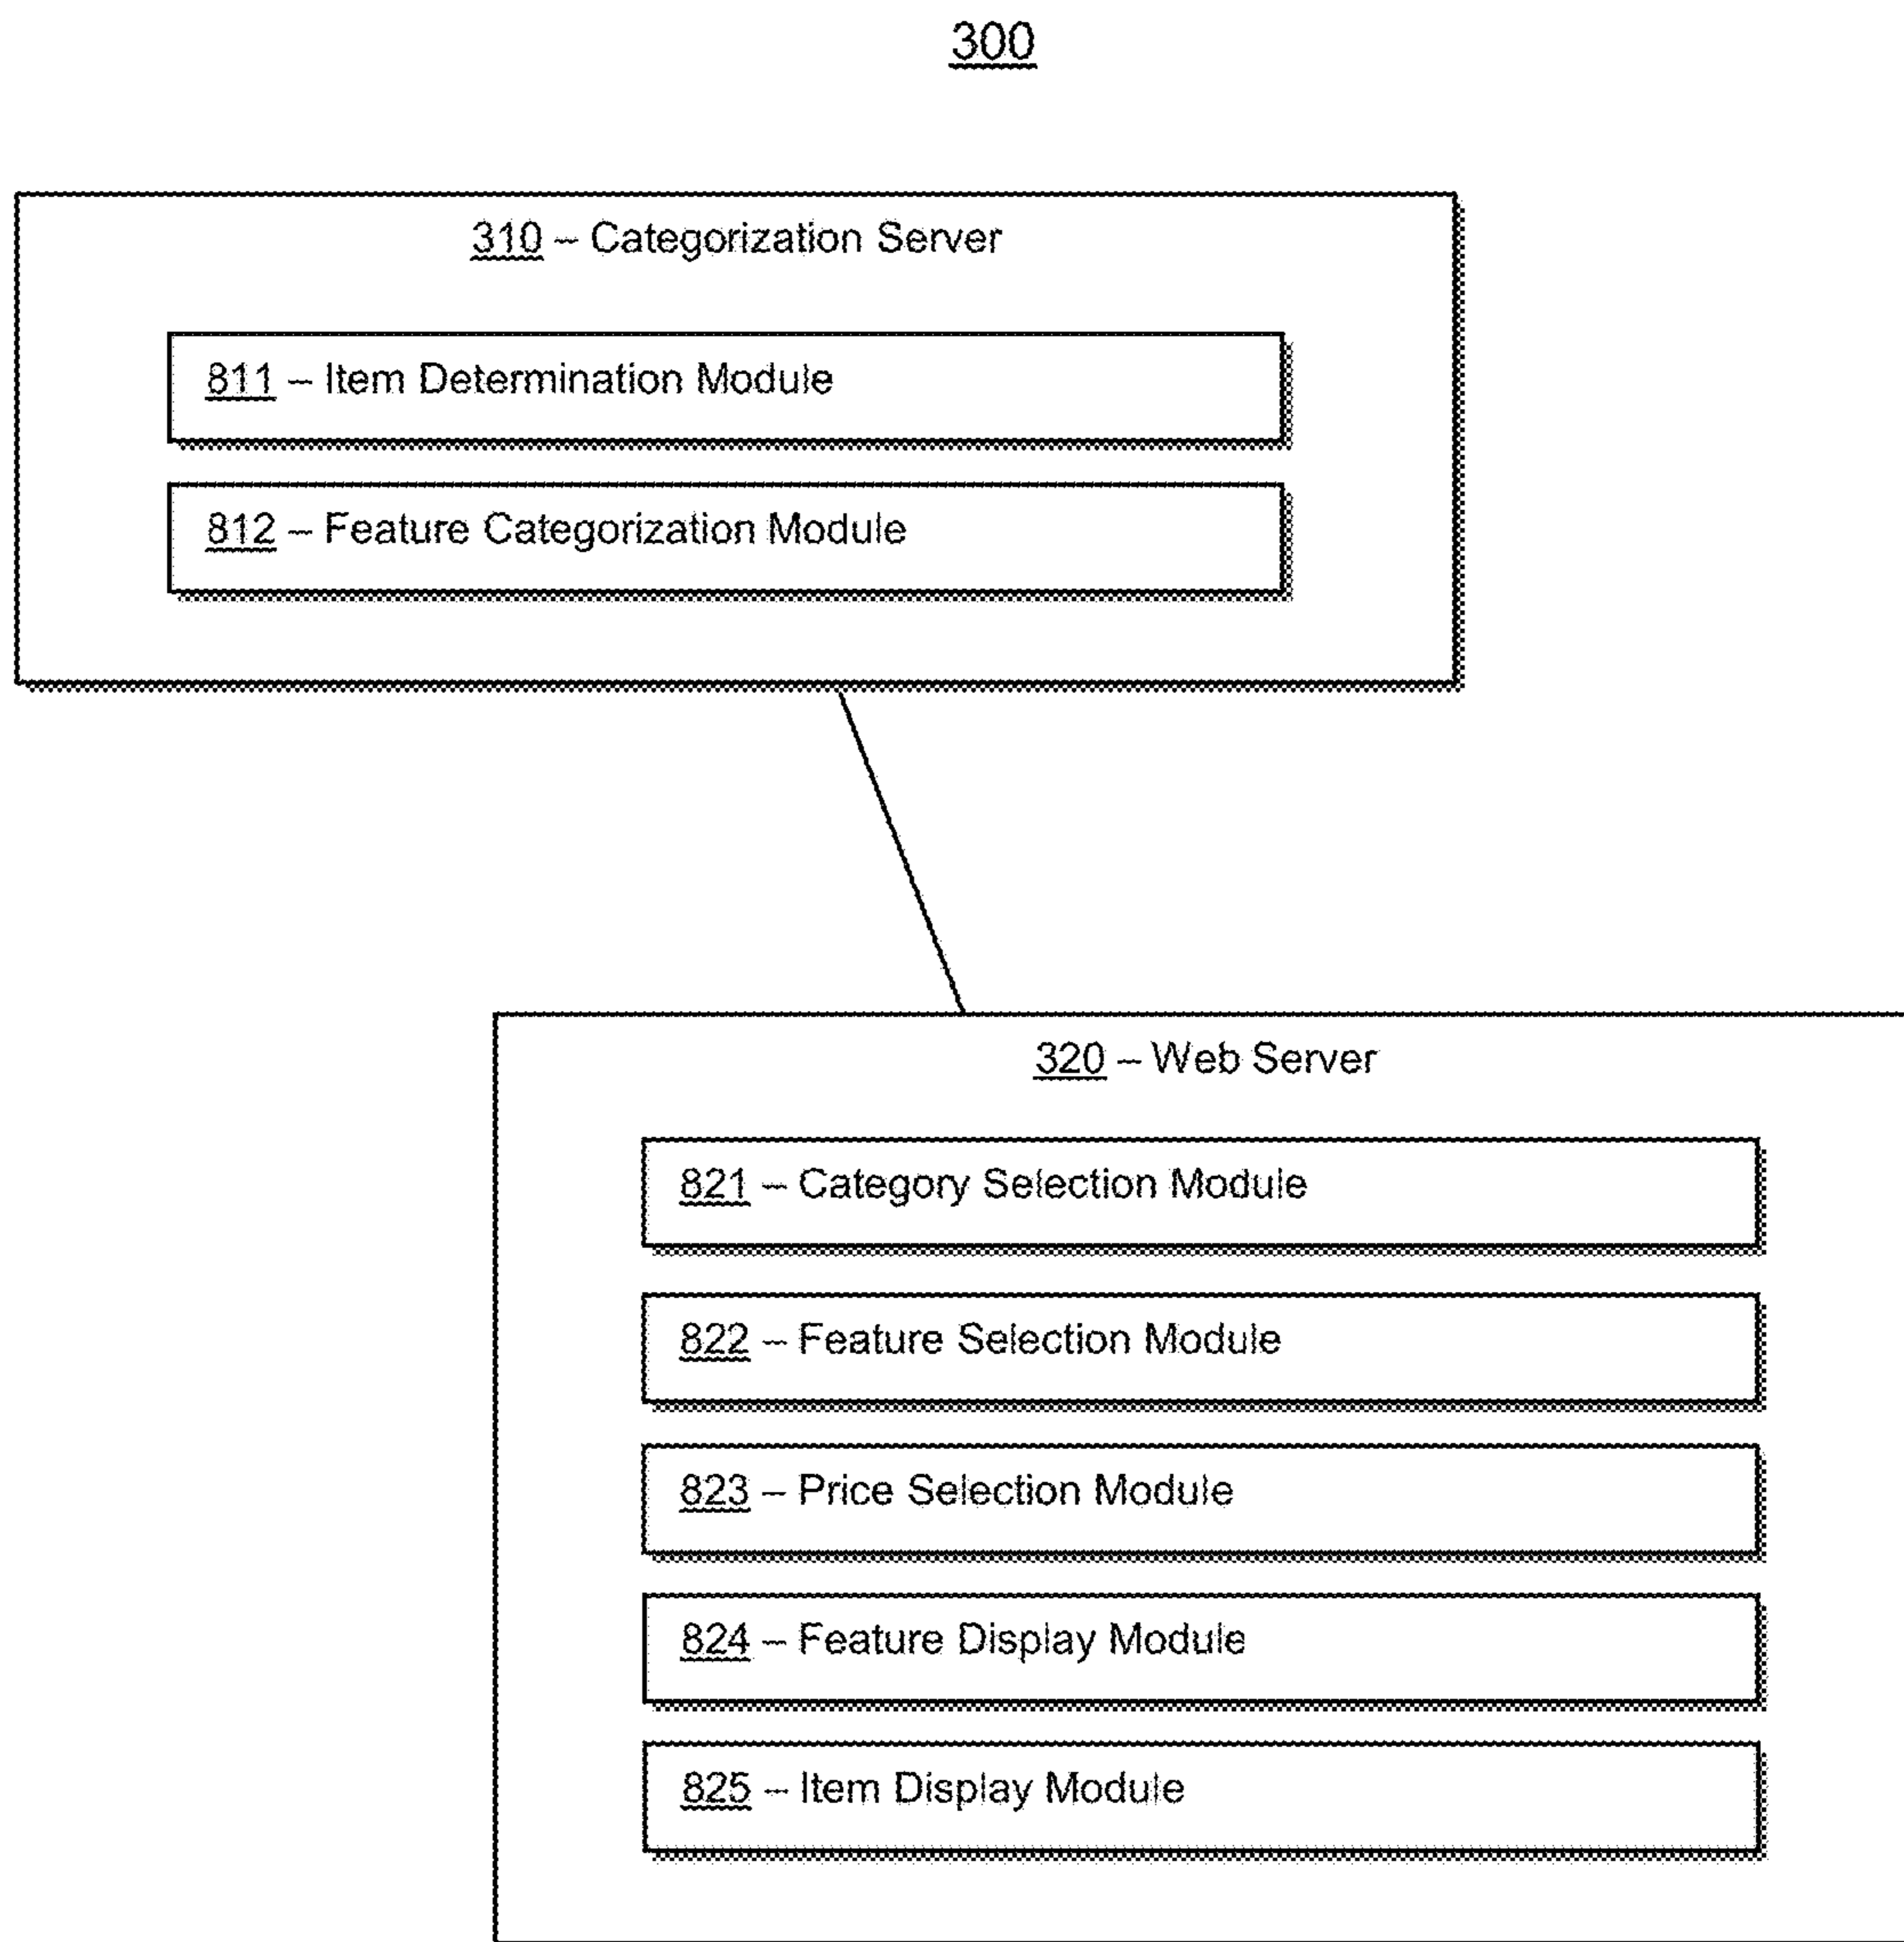 300
310 – Categorization Server
811 – Item Determination Module
812 – Feature Categorization Module
320 – Web Server
821 – Category Selection Module
822 – Feature Selection Module
823 – Price Selection Module
824 – Feature Display Module
825 – Item Display Module